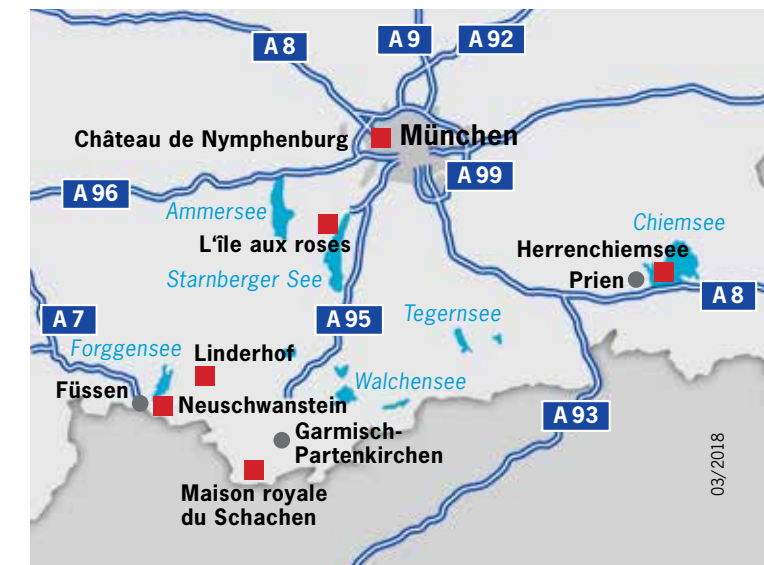 A 8
A 9
A 92
Château de Nymphenburg
München
A 99
A 96
Ammersee
L‘île aux roses
Starnberger See
Chiemsee
Herrenchiemsee
Prien
A 8
A 7
A 95
Tegernsee
Forggensee
Linderhof
Walchensee
Füssen
Neuschwanstein
A 93
Garmisch-
Partenkirchen
Maison royale
du Schachen
03/2018